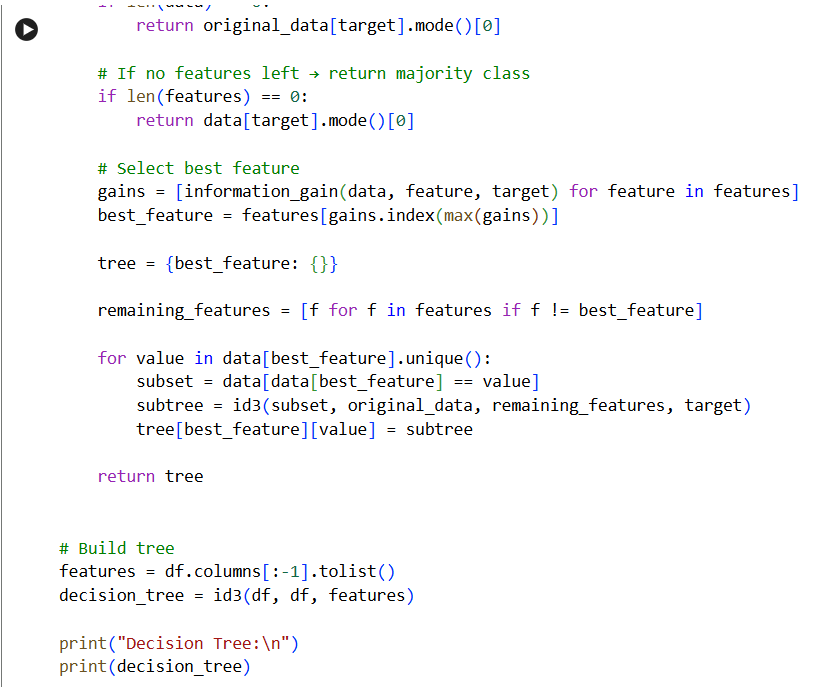 return original_data[target].mode()[0]

    # If no features left → return majority class
    if len(features) == 0:
        return data[target].mode()[0]

    # Select best feature
    gains = [information_gain(data, feature, target) for feature in features]
    best_feature = features[gains.index(max(gains))]

    tree = {best_feature: {}}

    remaining_features = [f for f in features if f != best_feature]

    for value in data[best_feature].unique():
        subset = data[data[best_feature] == value]
        subtree = id3(subset, original_data, remaining_features, target)
        tree[best_feature][value] = subtree

    return tree


# Build tree
features = df.columns[:-1].tolist()
decision_tree = id3(df, df, features)

print("Decision Tree:\n")
print(decision_tree)